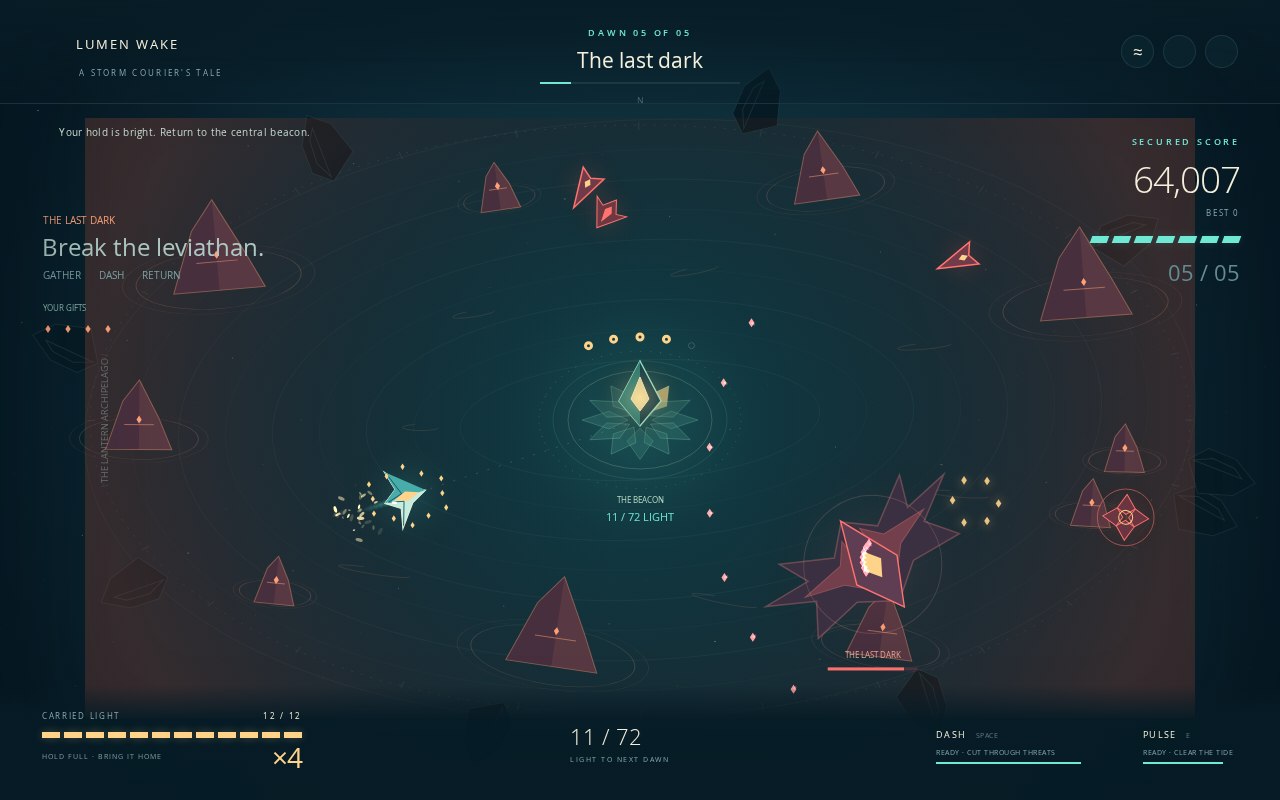 LUMEN WAKE
A STORM COURIER'S TALE
DAWN 05 OF 05
The last dark
≈
N
Your hold is bright. Return to the central beacon.
SECURED SCORE
64,007
BEST 0
05 / 05
THE LAST DARK
Break the leviathan.
GATHER DASH RETURN
YOUR GIFTS
THE LANTERN ARCHIPELAGO
THE BEACON
11 / 72 LIGHT
THE LAST DARK
CARRIED LIGHT 12 / 12
HOLD FULL · BRING IT HOME ×4
11 / 72
LIGHT TO NEXT DAWN
DASH SPACE
READY · CUT THROUGH THREATS
PULSE E
READY · CLEAR THE TIDE